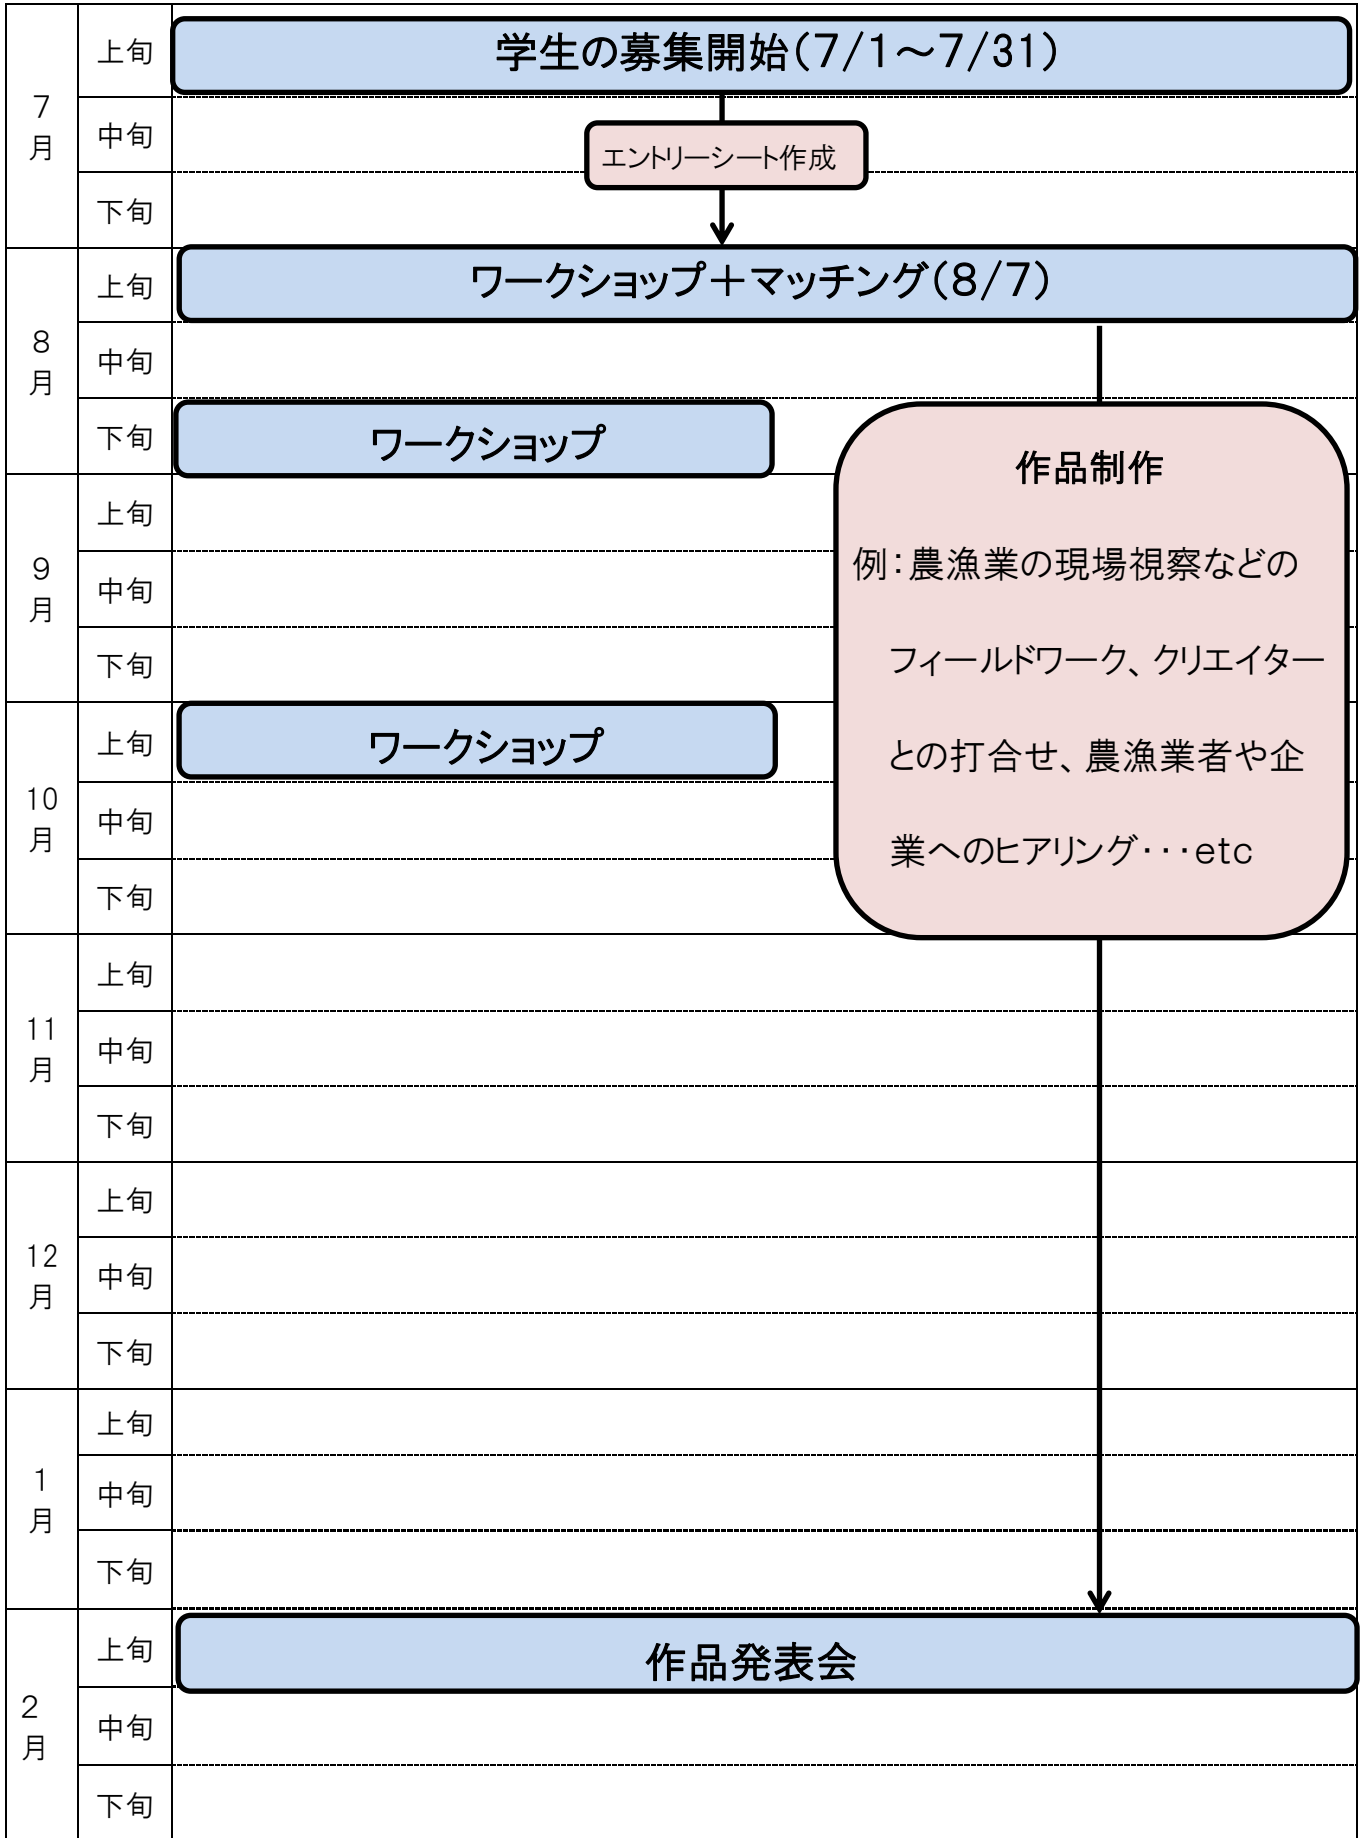 7
月
上旬
学生の募集開始(7/1～7/31)
中旬
エントリーシート作成
下旬
8
月
上旬
ワークショップ＋マッチング(8/7)
中旬
下旬
ワークショップ
作品制作
例：農漁業の現場視察などの
フィールドワーク、クリエイター
との打合せ、農漁業者や企
業へのヒアリング・・・etc
9
月
上旬
中旬
下旬
10
月
上旬
ワークショップ
中旬
下旬
11
月
上旬
中旬
下旬
12
月
上旬
中旬
下旬
1
月
上旬
中旬
下旬
2
月
上旬
作品発表会
中旬
下旬